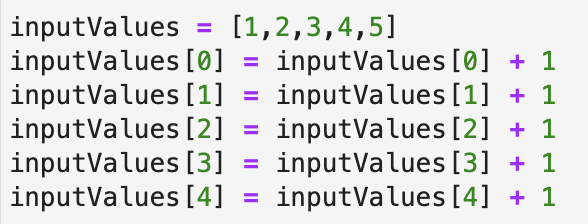 inputValues = [1,2,3,4,5]
inputValues[0] = inputValues[0] + 1
inputValues[1] = inputValues[1] + 1
inputValues[2] = inputValues[2] + 1
inputValues[3] = inputValues[3] + 1
inputValues[4] = inputValues[4] + 1